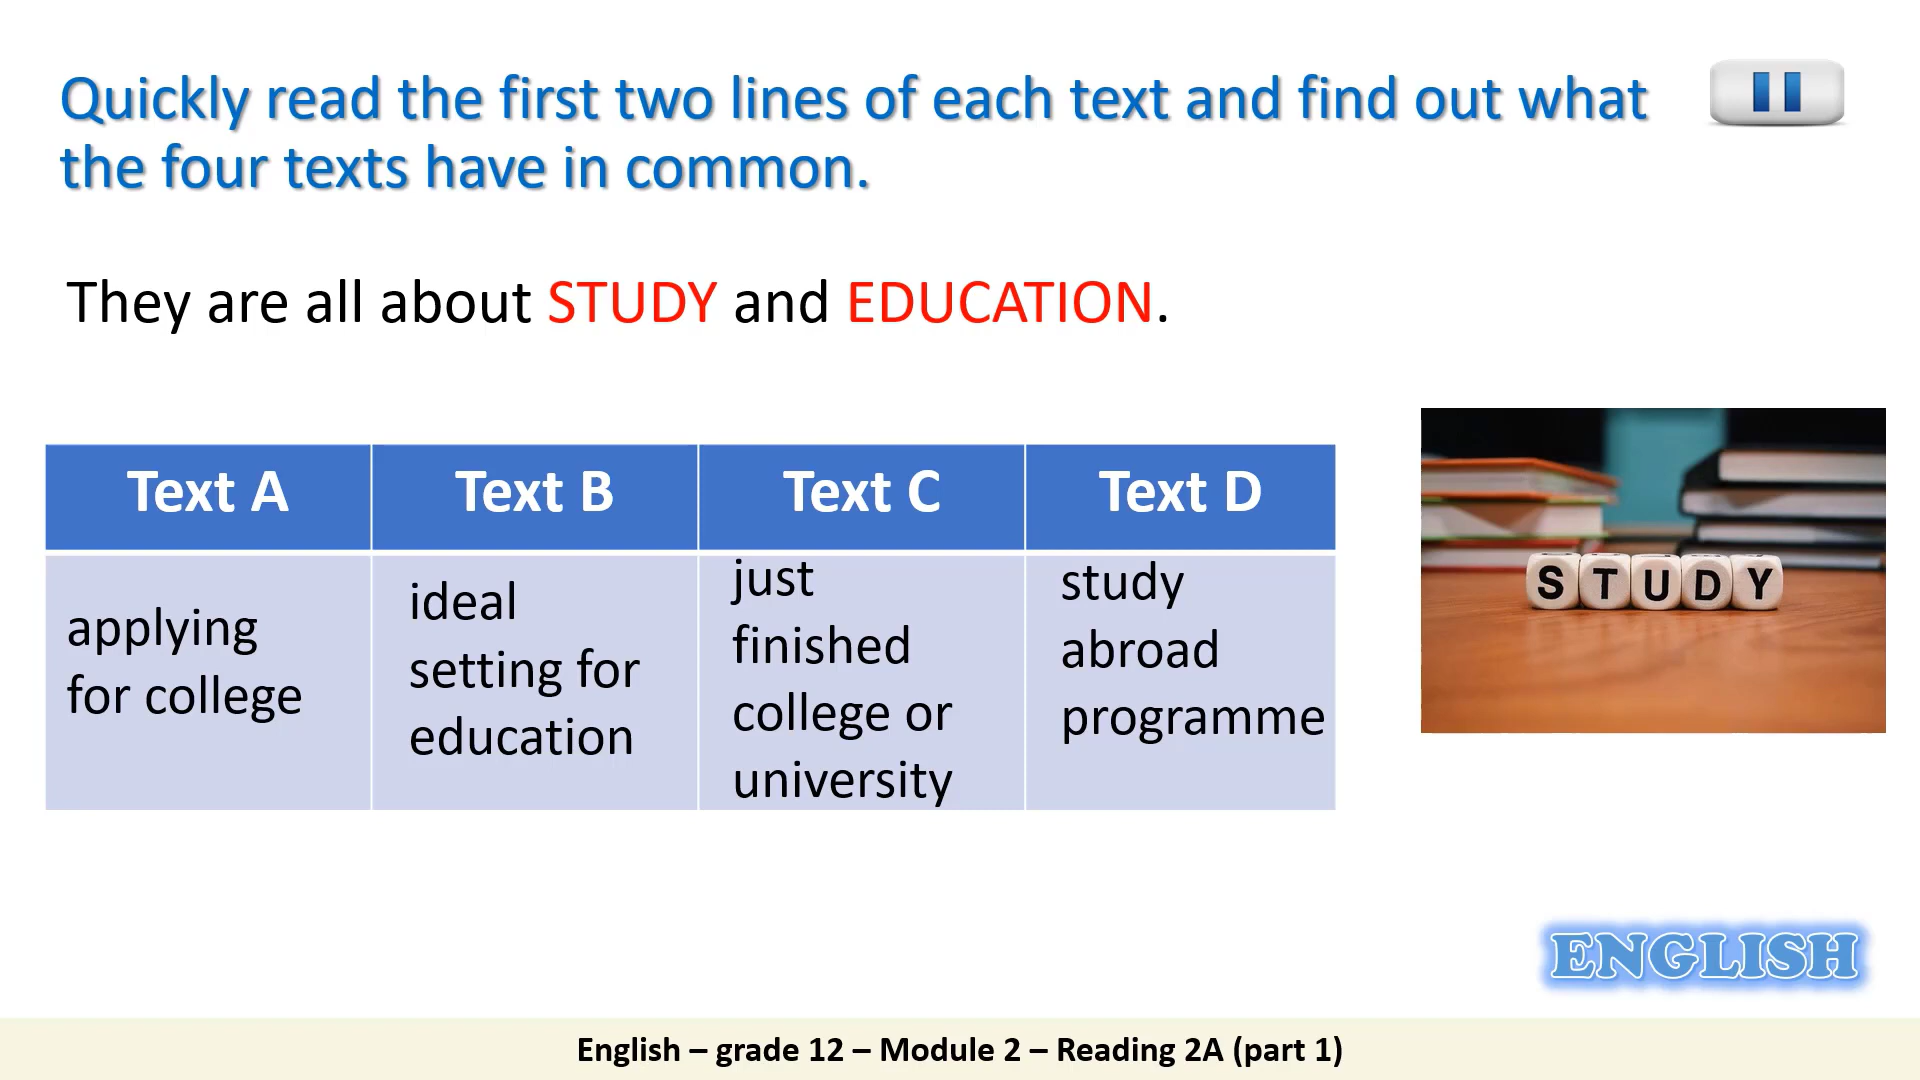 Quickly read the first two lines of each text and find out what
the four texts have in common.
They are all about STUDY and EDUCATION.
Text A
Text B
Text C
Text D
applying
for college
ideal
setting for
education
just
finished
college or
university
study
abroad
programme
STUDY
ENGLISH
English – grade 12 – Module 2 – Reading 2A (part 1)